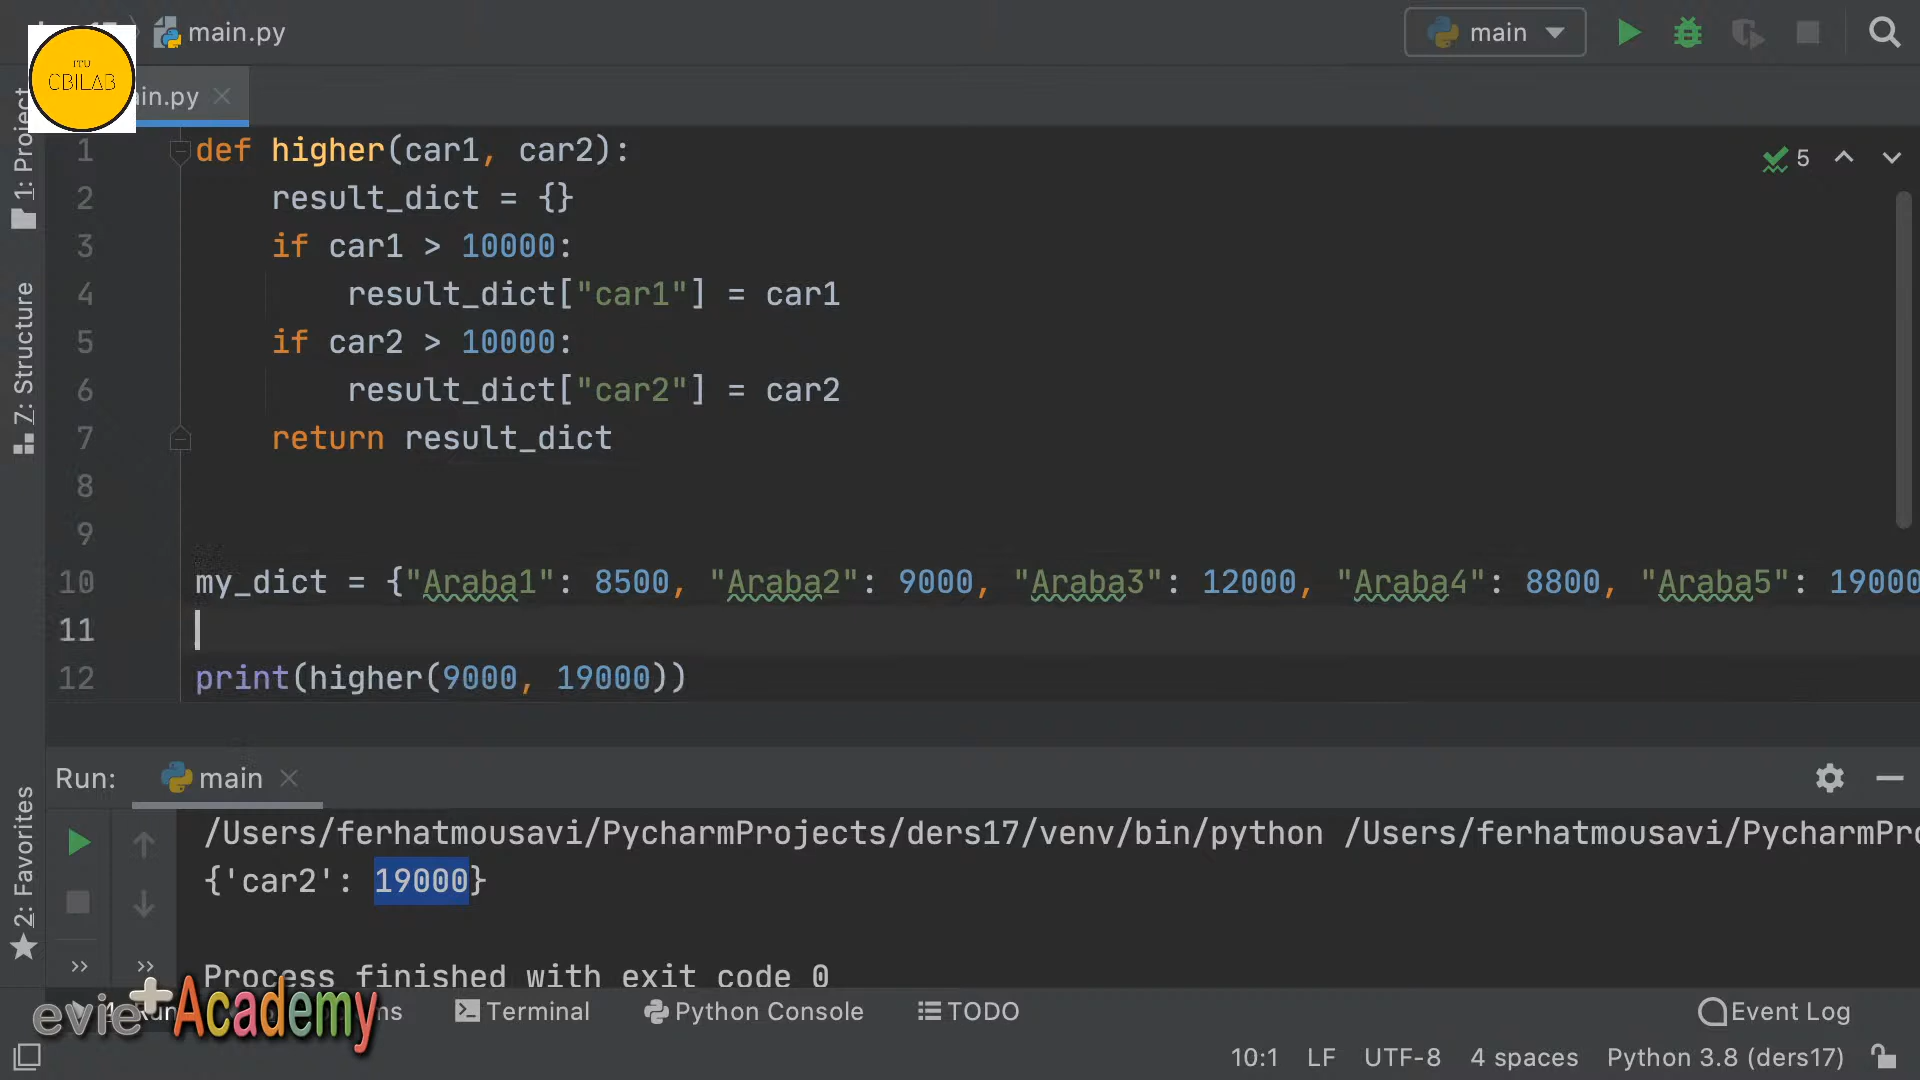 main.py
main
ITU
CBILAB
in.py
1: Project
7: Structure
2: Favorites
5
1 def higher(car1, car2):
2 result_dict = {}
3 if car1 > 10000:
4 result_dict["car1"] = car1
5 if car2 > 10000:
6 result_dict["car2"] = car2
7 return result_dict
8
9
10 my_dict = {"Araba1": 8500, "Araba2": 9000, "Araba3": 12000, "Araba4": 8800, "Araba5": 19000
11
12 print(higher(9000, 19000))
Run: main
/Users/ferhatmousavi/PycharmProjects/ders17/venv/bin/python /Users/ferhatmousavi/PycharmPro
{'car2': 19000}
Process finished with exit code 0
evie+Academy
Terminal
Python Console
TODO
Event Log
10:1 LF UTF-8 4 spaces Python 3.8 (ders17)